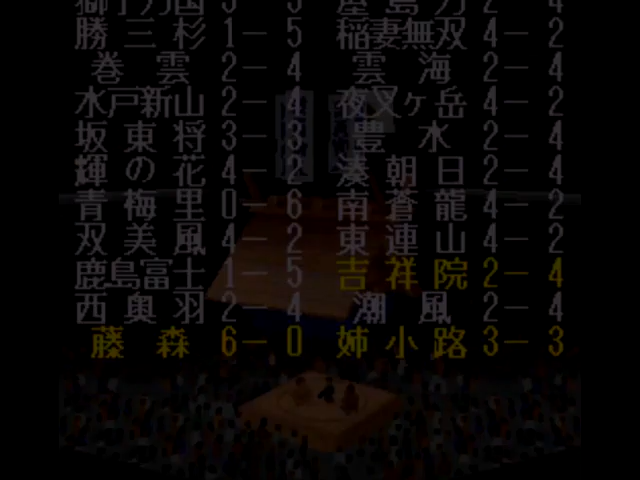 勝三杉 1－5 稲妻無双 4－2
巻雲 2－4 雲海 2－4
水戸新山 2－4 夜叉ヶ岳 4－2
坂東将 3－3 豊水 2－4
輝の花 4－2 湊朝日 2－4
青梅里 0－6 南蒼龍 4－2
双美風 4－2 東連山 4－2
鹿島富士 1－5 吉祥院 2－4
西奥羽 2－4 潮風 2－4
藤森 6－0 姉小路 3－3